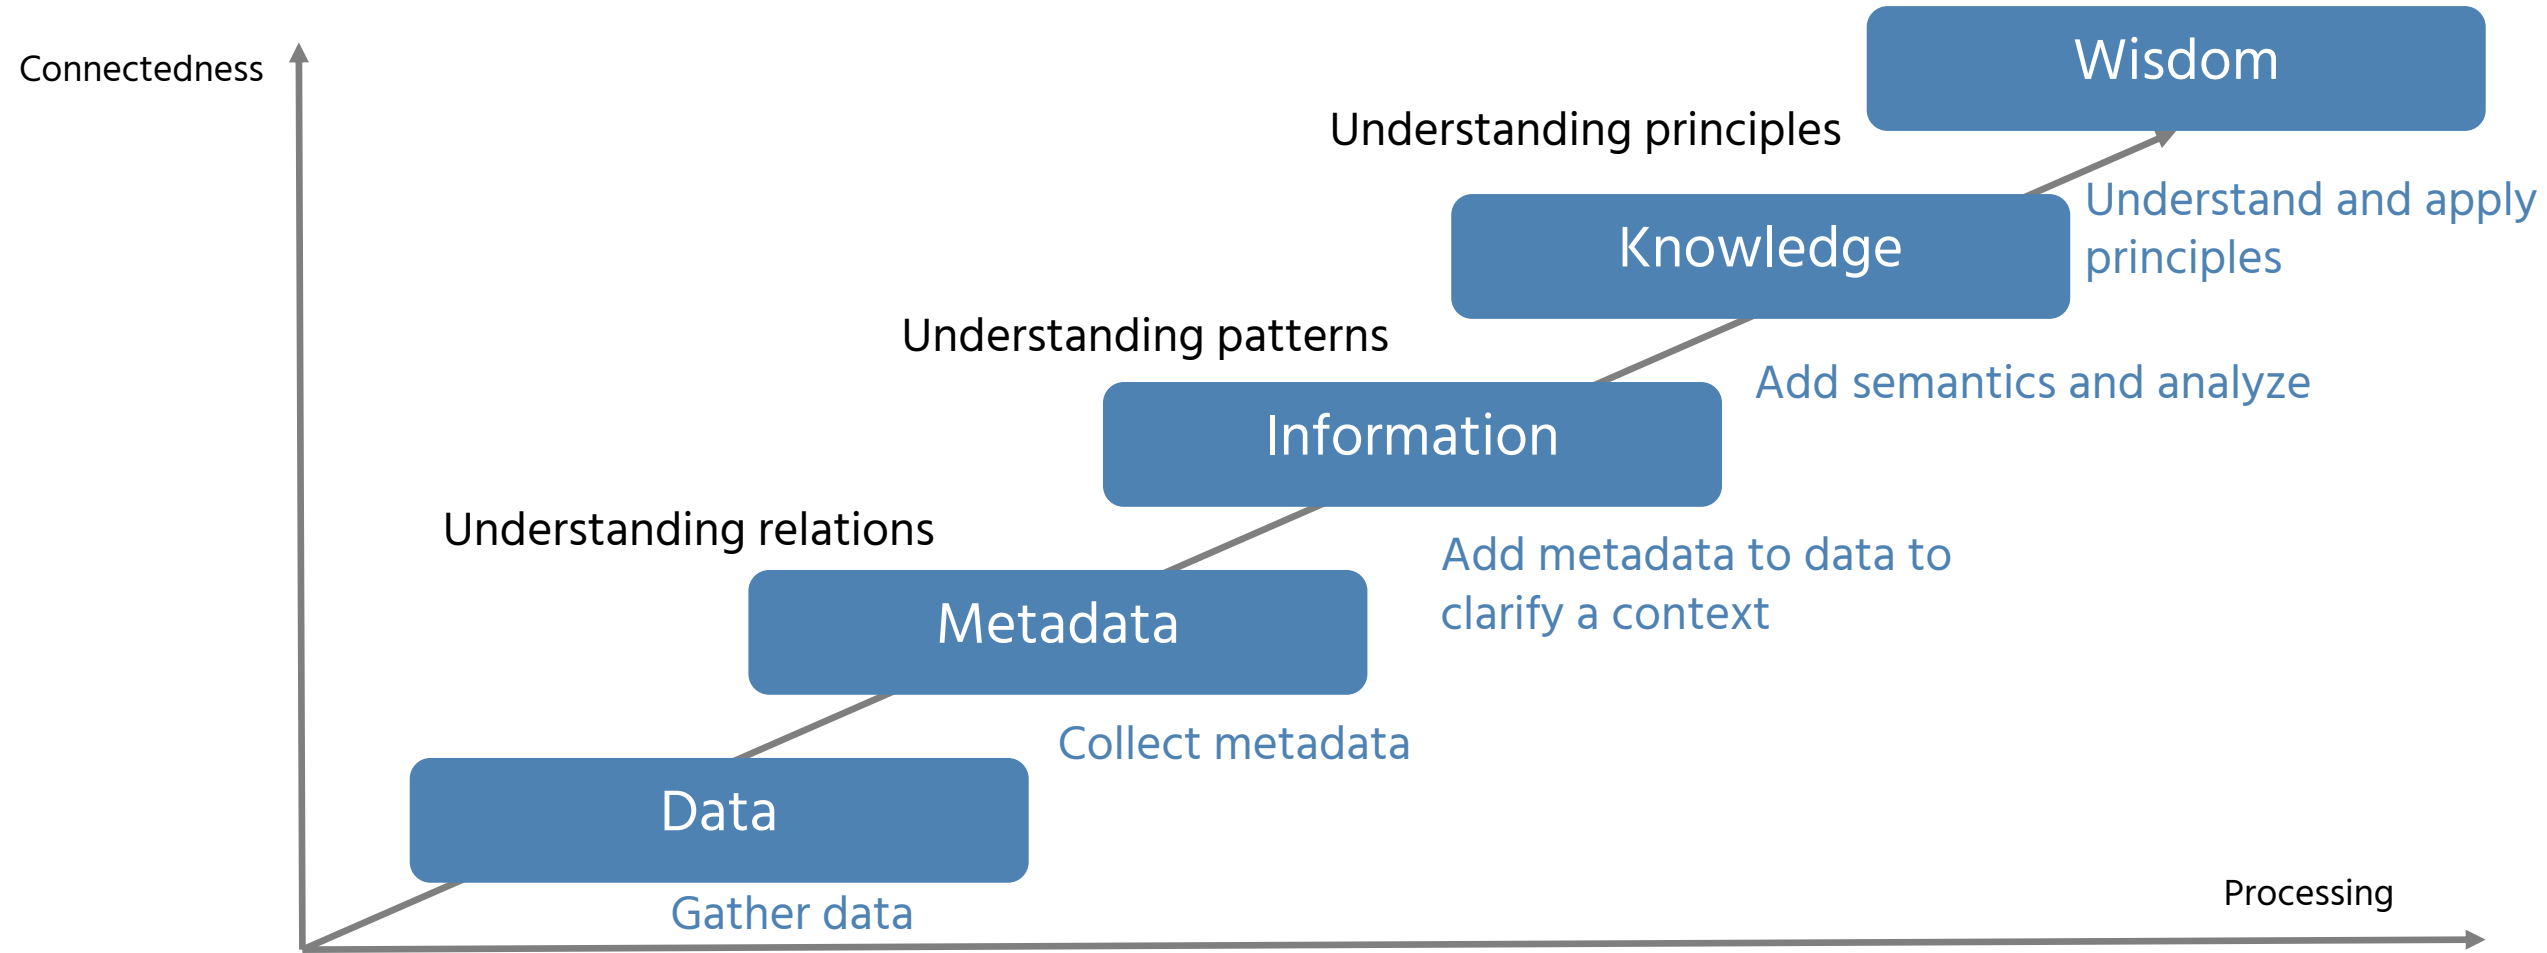 Connectedness
Wisdom
Understanding principles
Understand and apply
principles
Knowledge
Understanding patterns
Add semantics and analyze
Information
Understanding relations
Add metadata to data to
clarify a context
Metadata
Collect metadata
Data
Gather data
Processing